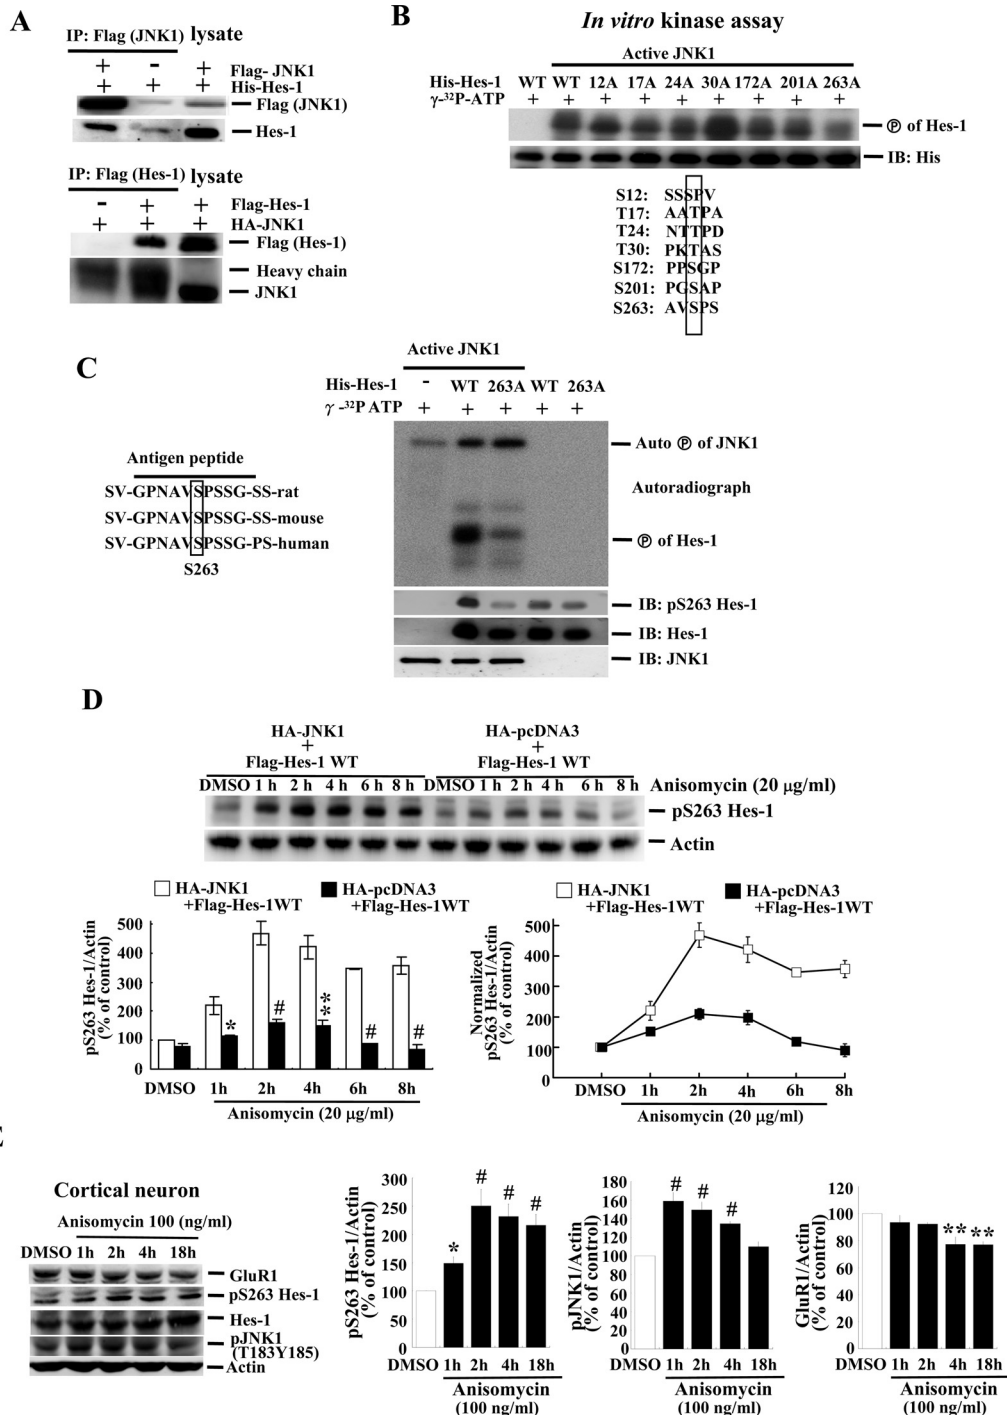 A
IP: Flag (JNK1) lysate
+ - + Flag- JNK1
+ + + His-Hes-1
Flag (JNK1)
Hes-1
IP: Flag (Hes-1) lysate
- + + Flag-Hes-1
+ + + HA-JNK1
Flag (Hes-1)
Heavy chain
JNK1
B
In vitro kinase assay
Active JNK1
His-Hes-1 WT WT 12A 17A 24A 30A 172A 201A 263A
γ-³²P-ATP + + + + + + + + +
Ⓟ of Hes-1
IB: His
S12: SSSPV
T17: AATPA
T24: NTTPD
T30: PKTAS
S172: PPSGP
S201: PGSAP
S263: AVSPS
C
Antigen peptide
SV-GPNAVSPSSG-SS-rat
SV-GPNAVSPSSG-SS-mouse
SV-GPNAVSPSSG-PS-human
S263
Active JNK1
His-Hes-1 - WT 263A WT 263A
γ -³²P ATP + + + + +
Auto Ⓟ of JNK1
Autoradiograph
Ⓟ of Hes-1
IB: pS263 Hes-1
IB: Hes-1
IB: JNK1
D
HA-JNK1 HA-pcDNA3
+ +
Flag-Hes-1 WT Flag-Hes-1 WT
DMSO 1 h 2 h 4 h 6 h 8 h DMSO 1 h 2 h 4 h 6 h 8 h Anisomycin (20 μg/ml)
pS263 Hes-1
Actin
HA-JNK1 HA-pcDNA3
+Flag-Hes-1WT +Flag-Hes-1WT
pS263 Hes-1/Actin
(% of control)
500
400
300
200
100
0
* # ** # #
DMSO 1h 2h 4h 6h 8h
Anisomycin (20 μg/ml)
HA-JNK1 HA-pcDNA3
+Flag-Hes-1WT +Flag-Hes-1WT
Normalized
pS263 Hes-1/Actin
(% of control)
500
400
300
200
100
0
DMSO 1h 2h 4h 6h 8h
Anisomycin (20 μg/ml)
E
Cortical neuron
Anisomycin 100 (ng/ml)
DMSO 1h 2h 4h 18h
GluR1
pS263 Hes-1
Hes-1
pJNK1
(T183Y185)
Actin
pS263 Hes-1/Actin
(% of control)
300
250
200
150
100
50
0
* # # #
DMSO 1h 2h 4h 18h
Anisomycin
(100 ng/ml)
pJNK1/Actin
(% of control)
180
160
140
120
100
80
60
40
20
0
# # #
DMSO 1h 2h 4h 18h
Anisomycin
(100 ng/ml)
GluR1/Actin
(% of control)
120
100
80
60
40
20
0
** **
DMSO 1h 2h 4h 18h
Anisomycin
(100 ng/ml)